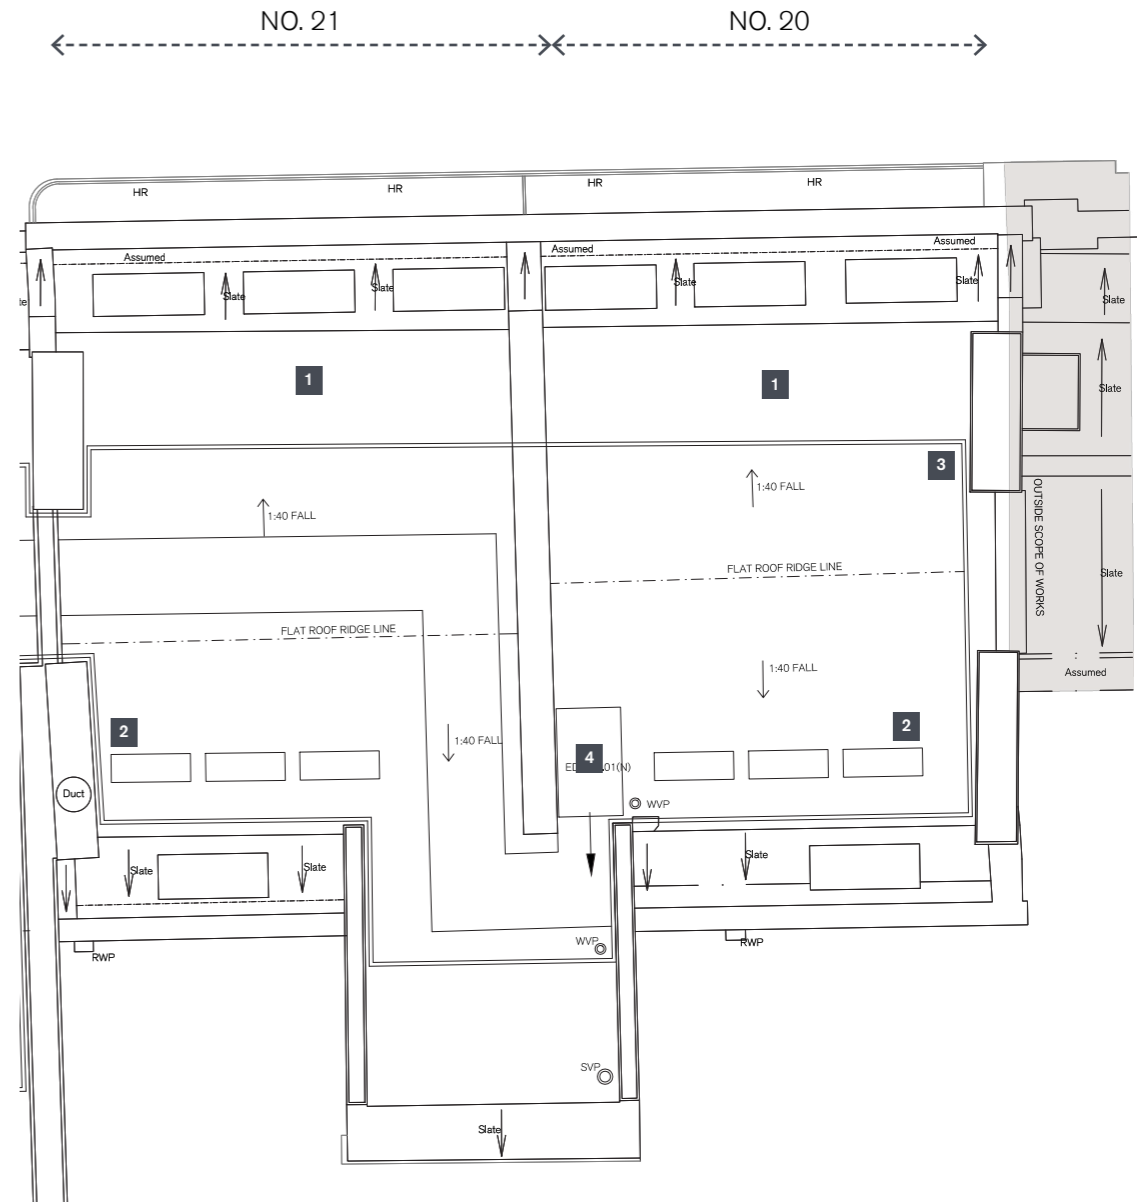 NO. 21
NO. 20
HR
HR
HR
HR
Assumed
Assumed
Assumed
Slate
Slate
Slate
Slate
Slate
1
1
Slate
3
1:40 FALL
1:40 FALL
OUTSIDE SCOPE OF WORKS
FLAT ROOF RIDGE LINE
Slate
FLAT ROOF RIDGE LINE
1:40 FALL
Assumed
2
2
1:40 FALL
4
Duct
WVP
Slate
Slate
Slate
WVP
RWP
RWP
SVP
Slate